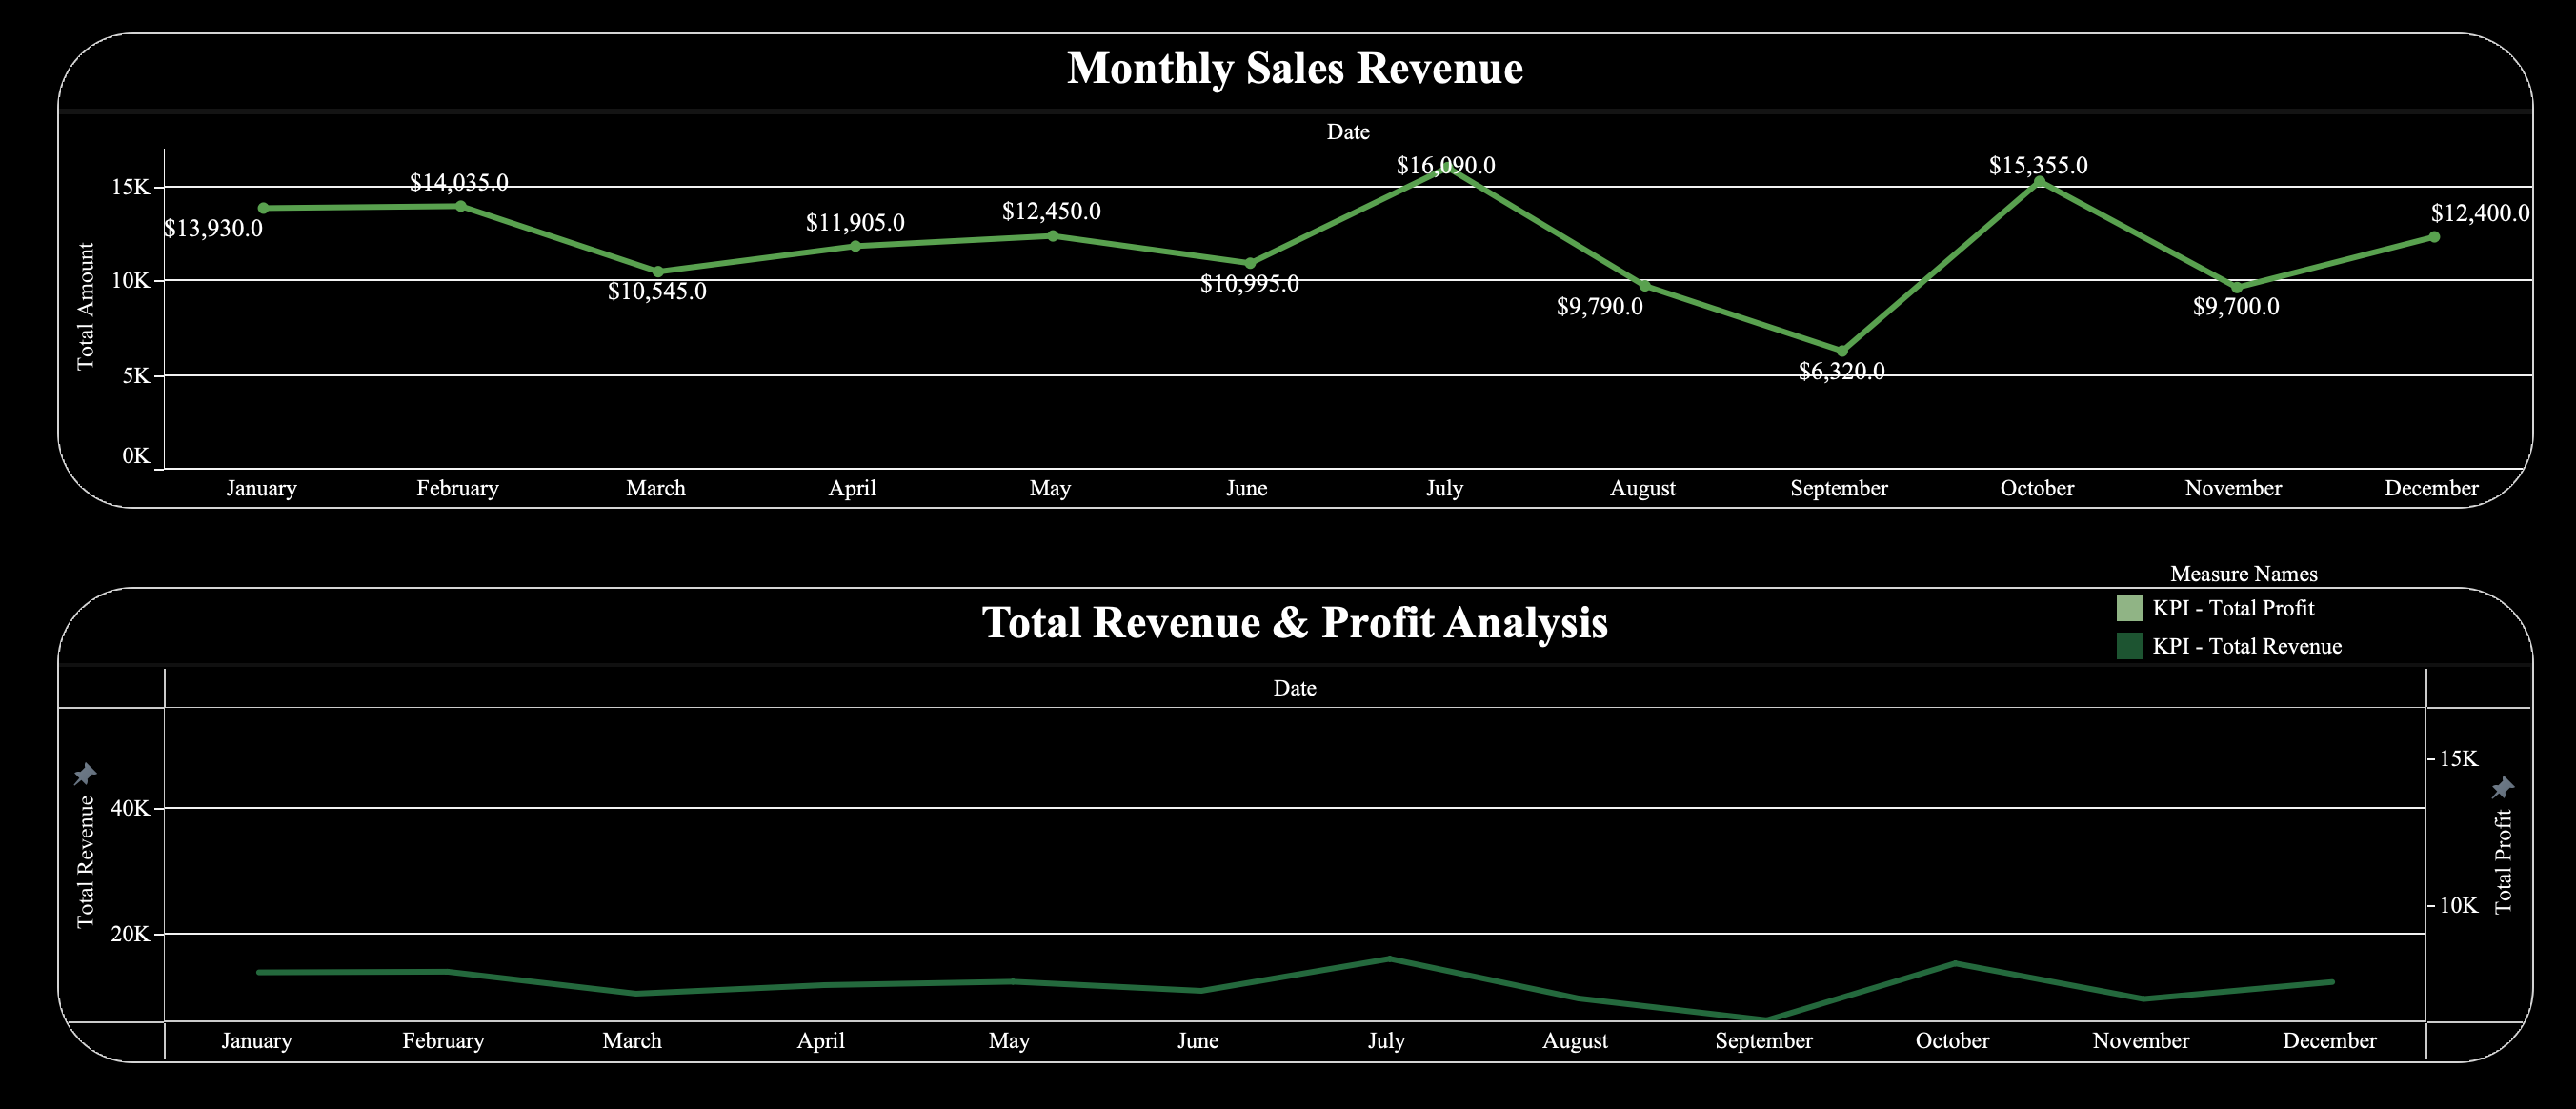 Monthly Sales Revenue
Date
Total Amount
15K
10K
5K
0K
$13,930.0
$14,035.0
$10,545.0
$11,905.0
$12,450.0
$10,995.0
$16,090.0
$9,790.0
$6,320.0
$15,355.0
$9,700.0
$12,400.0
January February March April May June July August September October November December
Measure Names
KPI - Total Profit
KPI - Total Revenue
Total Revenue & Profit Analysis
Date
Total Revenue
40K
20K
15K
10K
Total Profit
January February March April May June July August September October November December